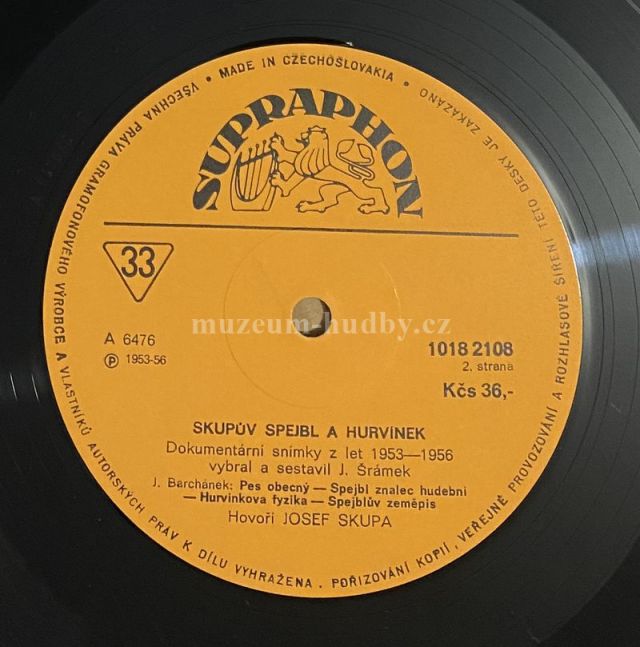 • MADE IN CZECHOSLOVAKIA •
SUPRAPHON
33
A 6476
Ⓟ 1953-56
1018 2108
2. strana
Kčs 36,-
muzeum-hudby.cz
SKUPŮV SPEJBL A HURVÍNEK
Dokumentární snímky z let 1953—1956
vybral a sestavil J. Šrámek
J. Barchánek: Pes obecný — Spejbl znalec hudební
— Hurvínkova fyzika — Spejblův zeměpis
Hovoří JOSEF SKUPA
VŠECHNA PRÁVA GRAMOFONOVÉHO VÝROBCE A VLASTNÍKŮ AUTORSKÝCH PRÁV K DÍLU VYHRAŽENA . POŘIZOVÁNÍ KOPIÍ, VEŘEJNÉ PROVOZOVÁNÍ A ROZHLASOVÉ ŠÍŘENÍ TÉTO DESKY JE ZAKÁZÁNO